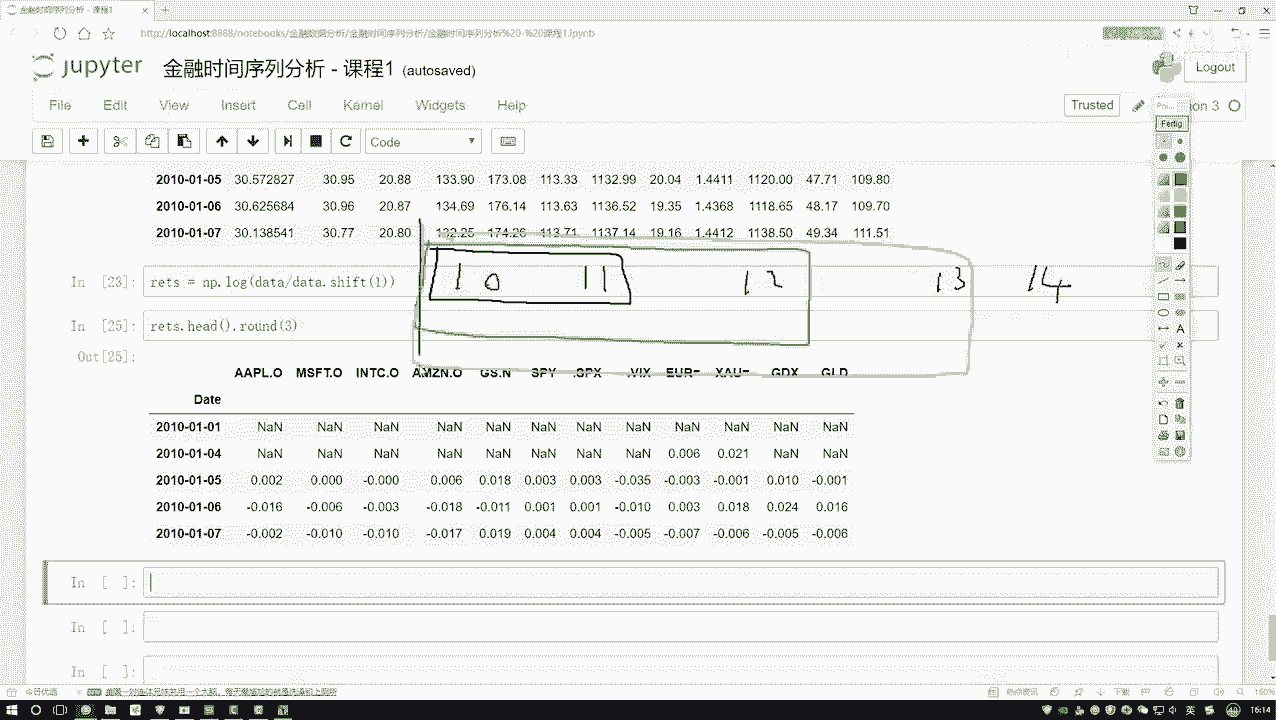 金融时间序列分析 - 课程1
http://localhost:8888/notebooks/金融数据分析/金融时间序列分析/金融时间序列分析%20-%20课程1.ipynb
jupyter 金融时间序列分析 - 课程1 (autosaved)
Logout
File Edit View Insert Cell Kernel Widgets Help
Trusted
on 3
Fertig
Code
2010-01-05 30.572827 30.95 20.88 133.90 173.08 113.33 1132.99 20.04 1.4411 1120.00 47.71 109.80
2010-01-06 30.625684 30.96 20.87 134.69 176.14 113.63 1136.52 19.35 1.4368 1118.65 48.17 109.70
2010-01-07 30.138541 30.77 20.80 132.25 174.26 113.71 1137.14 19.16 1.4412 1138.50 49.34 111.51
In [23]: rets = np.log(data/data.shift(1))
10 11 12 13 14
In [25]: rets.head().round(3)
Out[25]:
AAPL.O MSFT.O INTC.O AMZN.O GS.N SPY .SPX .VIX EUR= XAU= GDX GLD
Date
2010-01-01 NaN NaN NaN NaN NaN NaN NaN NaN NaN NaN NaN NaN
2010-01-04 NaN NaN NaN NaN NaN NaN NaN NaN 0.006 0.021 NaN NaN
2010-01-05 0.002 0.000 -0.000 0.006 0.018 0.003 0.003 -0.035 -0.003 -0.001 0.010 -0.001
2010-01-06 -0.016 -0.006 -0.003 -0.018 -0.011 0.001 0.001 -0.010 0.003 0.018 0.024 0.016
2010-01-07 -0.002 -0.010 -0.010 -0.017 0.019 0.004 0.004 -0.005 -0.007 -0.006 -0.005 -0.006
In [ ]:
In [ ]:
In [ ]:
今日优选
160%
16:14